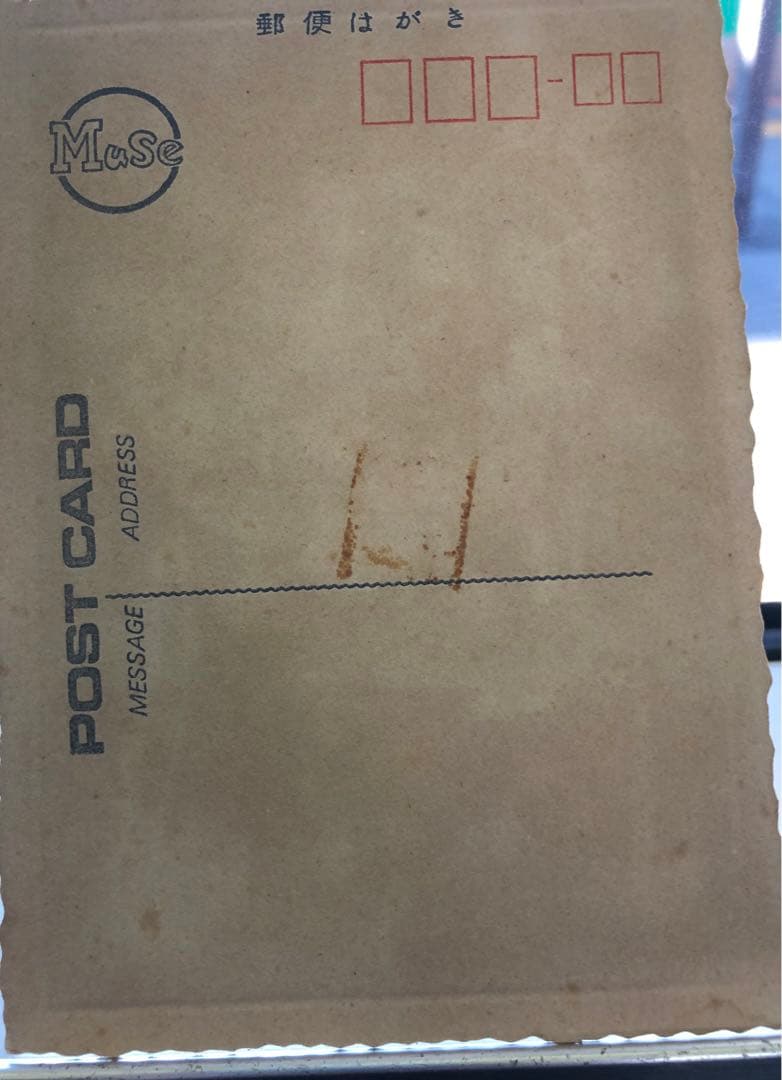 郵便はがき
MuSe
POST CARD
ADDRESS
MESSAGE